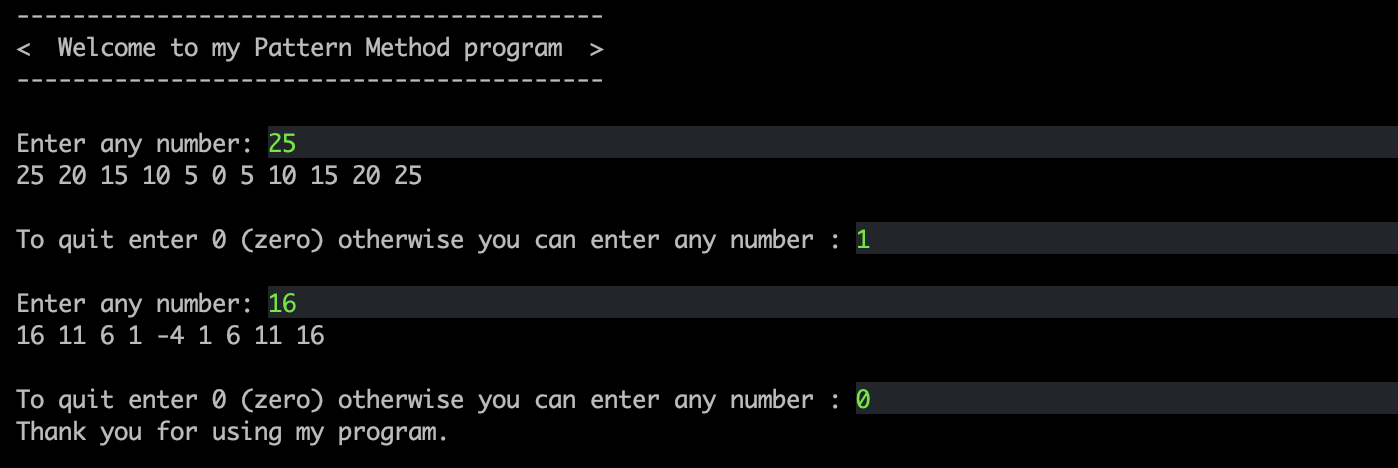 ------------------------------------------
<  Welcome to my Pattern Method program  >
------------------------------------------
Enter any number: 25
25 20 15 10 5 0 5 10 15 20 25
To quit enter 0 (zero) otherwise you can enter any number : 1
Enter any number: 16
16 11 6 1 -4 1 6 11 16
To quit enter 0 (zero) otherwise you can enter any number : 0
Thank you for using my program.